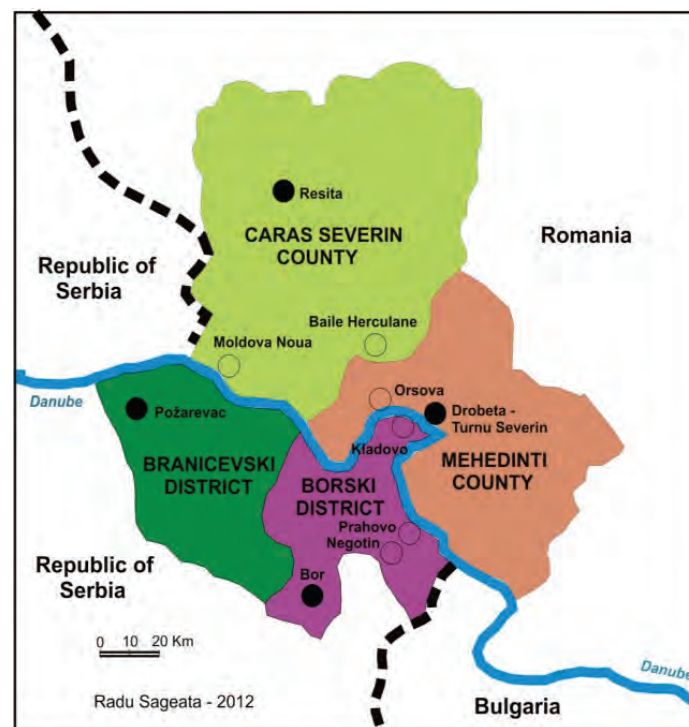 Resita
CARAS SEVERIN
COUNTY
Romania
Republic of
Serbia
Baile Herculane
Moldova Noua
Danube
Požarevac
Orsova
Drobeta -
Turnu Severin
Kladovo
BRANICEVSKI
DISTRICT
BORSKI
DISTRICT
MEHEDINTI
COUNTY
Prahovo
Negotin
Republic of
Serbia
Bor
0 10 20 Km
Radu Sageata - 2012
Bulgaria
Danube